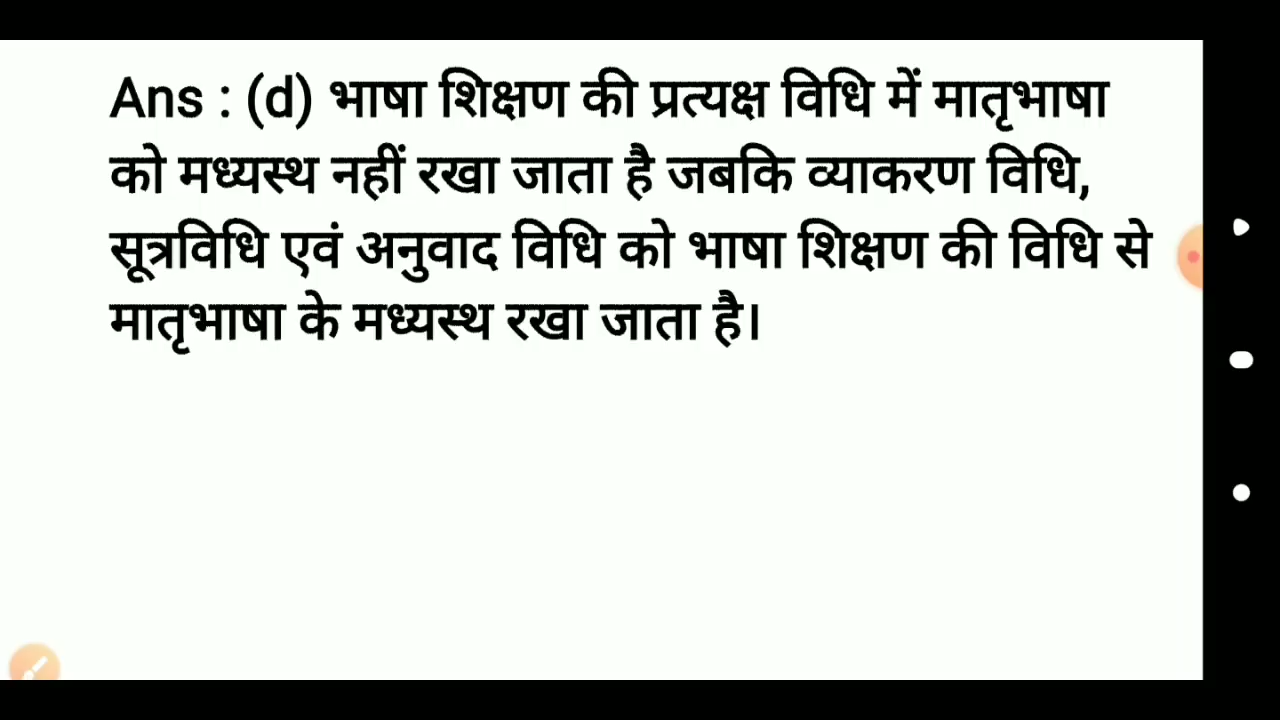 Ans : (d) भाषा शिक्षण की प्रत्यक्ष विधि में मातृभाषा
को मध्यस्थ नहीं रखा जाता है जबकि व्याकरण विधि,
सूत्रविधि एवं अनुवाद विधि को भाषा शिक्षण की विधि से
मातृभाषा के मध्यस्थ रखा जाता है।